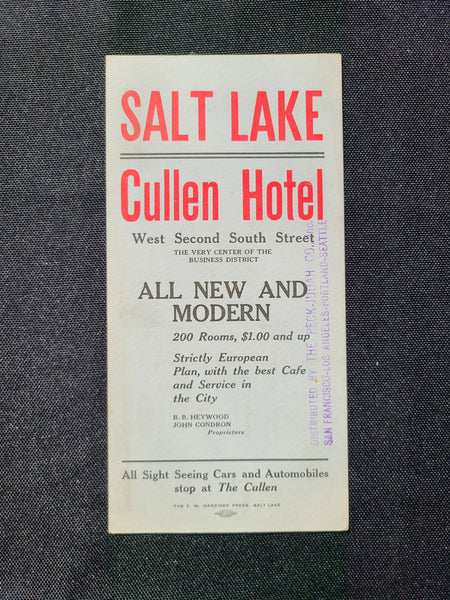 SALT LAKE
Cullen Hotel
West Second South Street
THE VERY CENTER OF THE
BUSINESS DISTRICT
ALL NEW AND
MODERN
200 Rooms, $1.00 and up
Strictly European
Plan, with the best Cafe
and Service in
the City
B. B. HEYWOOD
JOHN CONDRON
Proprietors
All Sight Seeing Cars and Automobiles
stop at The Cullen
THE F. W. GARDINER PRESS, SALT LAKE
DISTRIBUTED BY THE PECK-JUDAH CO.,
SAN FRANCISCO-LOS ANGELES-PORTLAND-SEATTLE